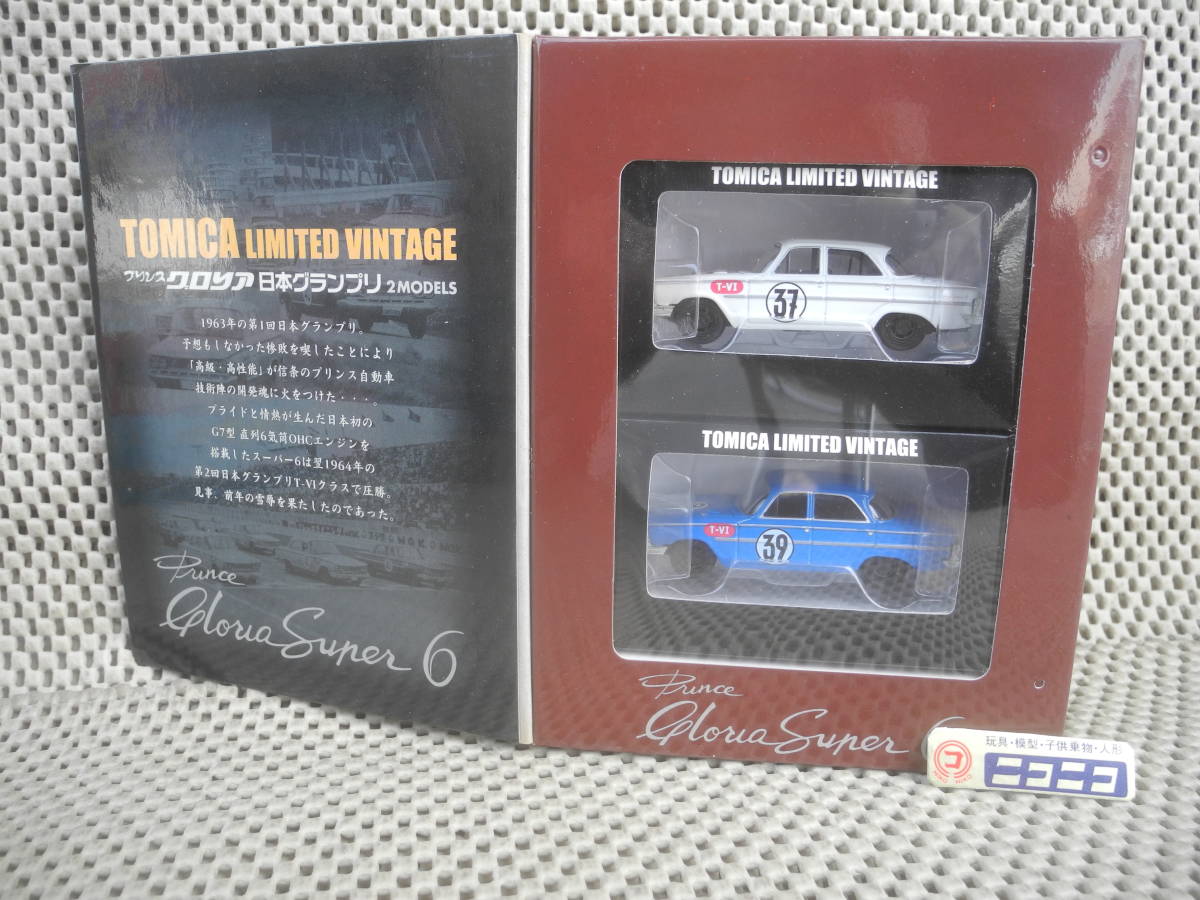 TOMICA LIMITED VINTAGE
プリンス グロリア 日本グランプリ 2MODELS
1963年の第1回日本グランプリ。
予想もしなかった惨敗を喫したことにより
「高級・高性能」が信条のプリンス自動車
技術陣の開発魂に火をつけた・・・。
プライドと情熱が生んだ日本初の
G7型 直列6気筒OHCエンジンを
搭載したスーパー6は翌1964年の
第2回日本グランプリT-VIクラスで圧勝。
見事、前年の雪辱を果たしたのであった。
Prince
Gloria Super 6
TOMICA LIMITED VINTAGE
T-VI
37
TOMICA LIMITED VINTAGE
T-VI
39
Prince
Gloria Super 6
玩具・模型・子供乗物・人形
ニコニコ